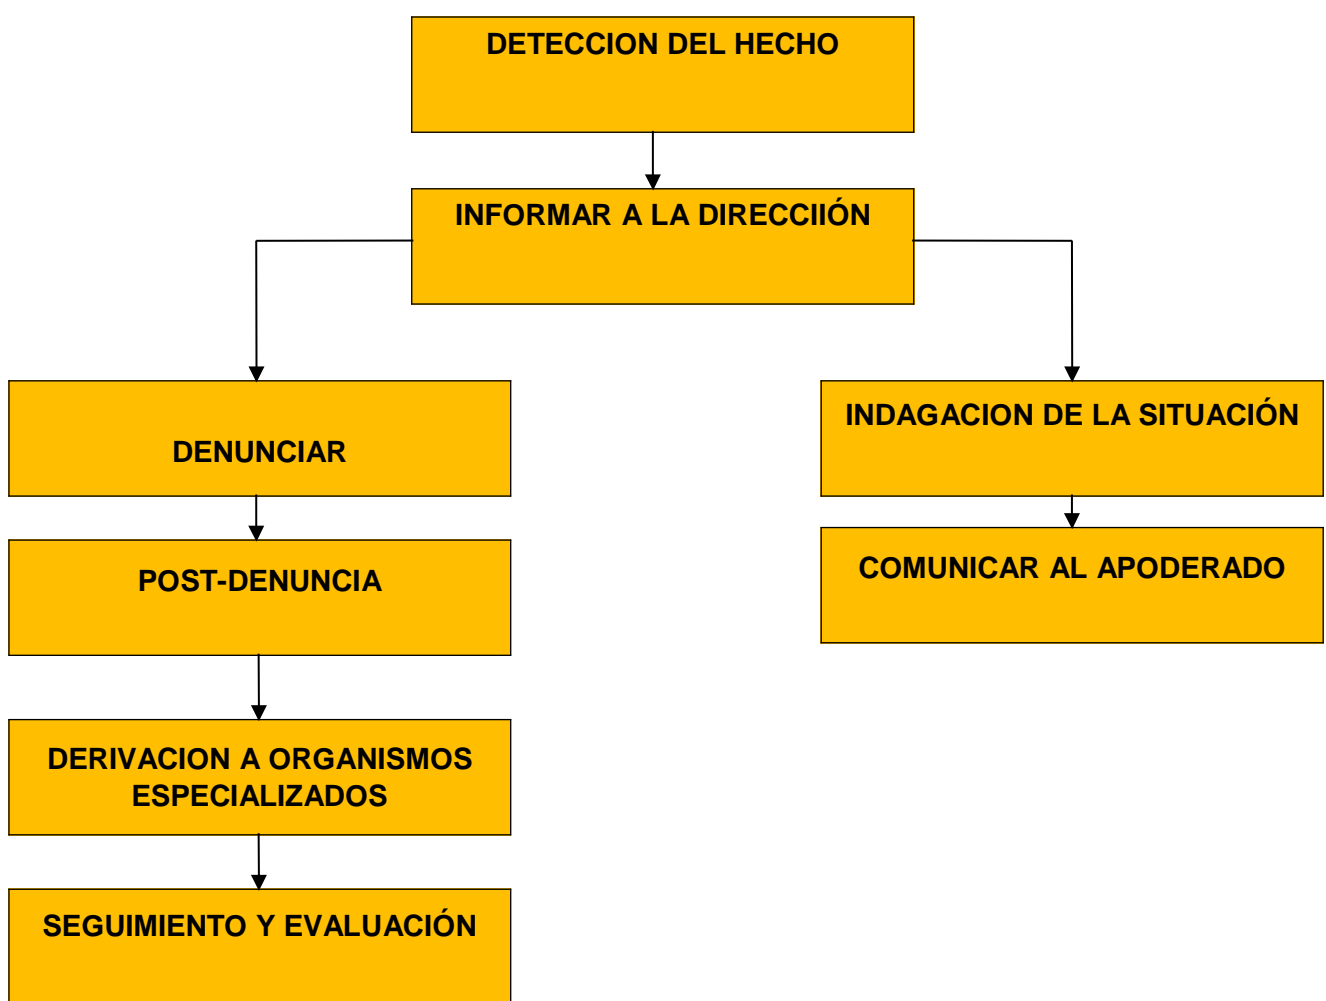 DETECCION DEL HECHO
INFORMAR A LA DIRECCIIÓN
DENUNCIAR
POST-DENUNCIA
DERIVACION A ORGANISMOS
ESPECIALIZADOS
SEGUIMIENTO Y EVALUACIÓN
INDAGACION DE LA SITUACIÓN
COMUNICAR AL APODERADO